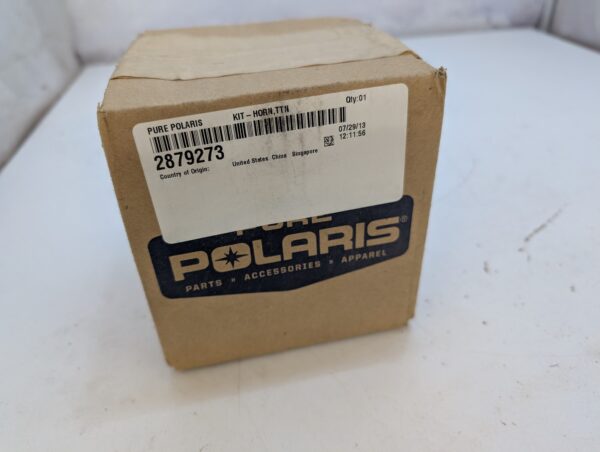 PURE POLARIS KIT-HORN,TTN Qty:01
2879273 07/29/13
12:11:56
Country of Origin: United States China Singapore
PURE
POLARIS®
PARTS » ACCESSORIES » APPAREL